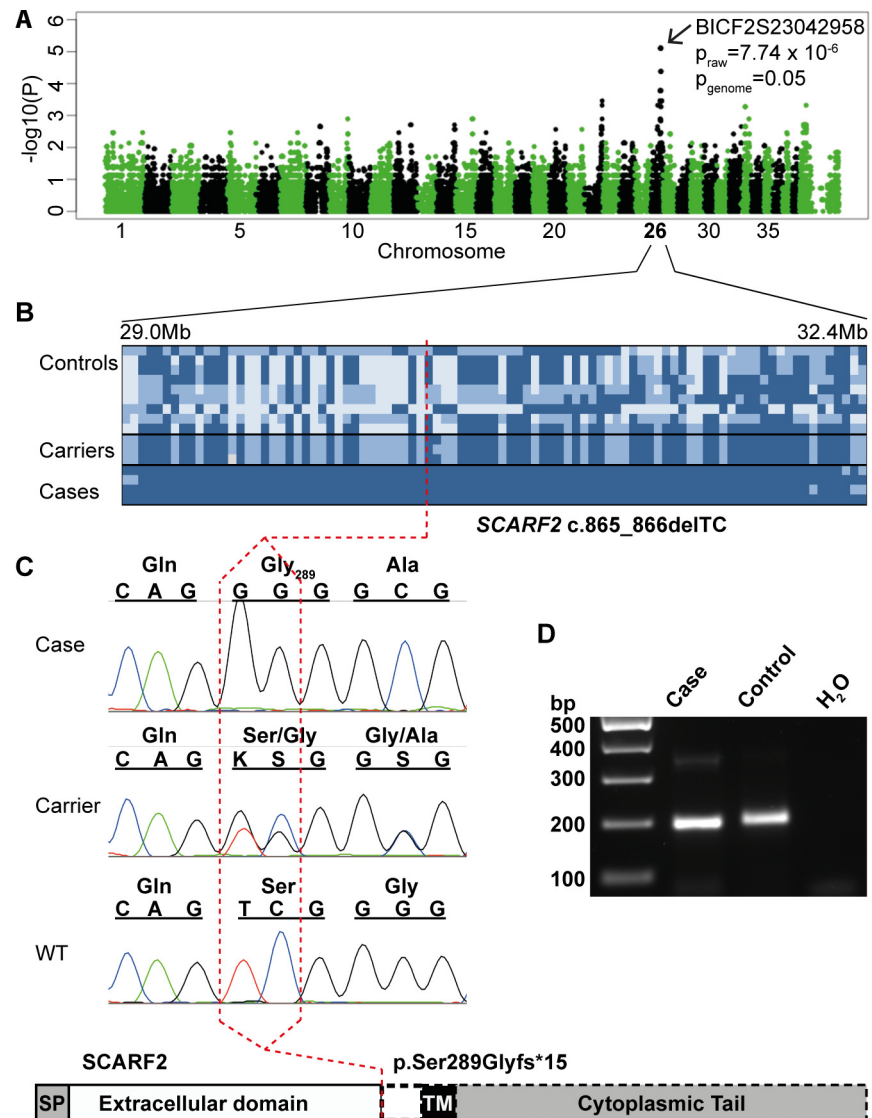 A
6
5
4
3
2
1
0
-log10(P)
BICF2S23042958
p_raw=7.74 x 10^-6
p_genome=0.05
1 5 10 15 20 26 30 35
Chromosome
B
29.0Mb 32.4Mb
Controls
Carriers
Cases
SCARF2 c.865_866delTC
C
Gln Gly289 Ala
C A G G G G G C G
Case
Gln Ser/Gly Gly/Ala
C A G K S G G S G
Carrier
Gln Ser Gly
C A G T C G G G G
WT
D
Case Control H2O
bp
500
400
300
200
100
SCARF2 p.Ser289Glyfs*15
SP Extracellular domain TM Cytoplasmic Tail